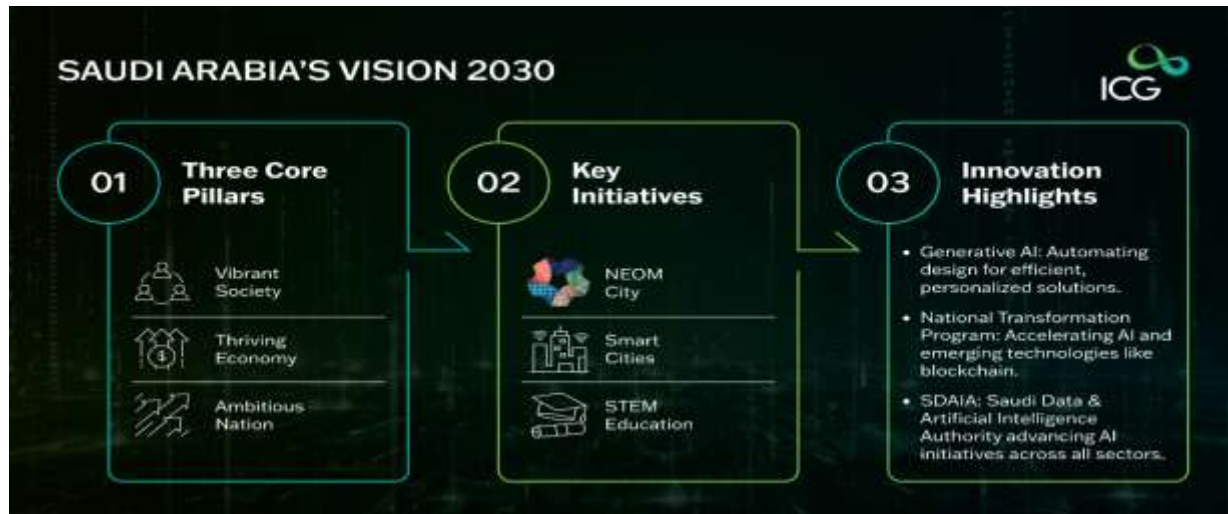 SAUDI ARABIA'S VISION 2030
ICG
01
Three Core
Pillars
Vibrant
Society
Thriving
Economy
Ambitious
Nation
02
Key
Initiatives
NEOM
City
Smart
Cities
STEM
Education
03
Innovation
Highlights
• Generative AI: Automating
design for efficient,
personalized solutions.
• National Transformation
Program: Accelerating AI and
emerging technologies like
blockchain.
• SDAIA: Saudi Data &
Artificial Intelligence
Authority advancing AI
initiatives across all sectors.